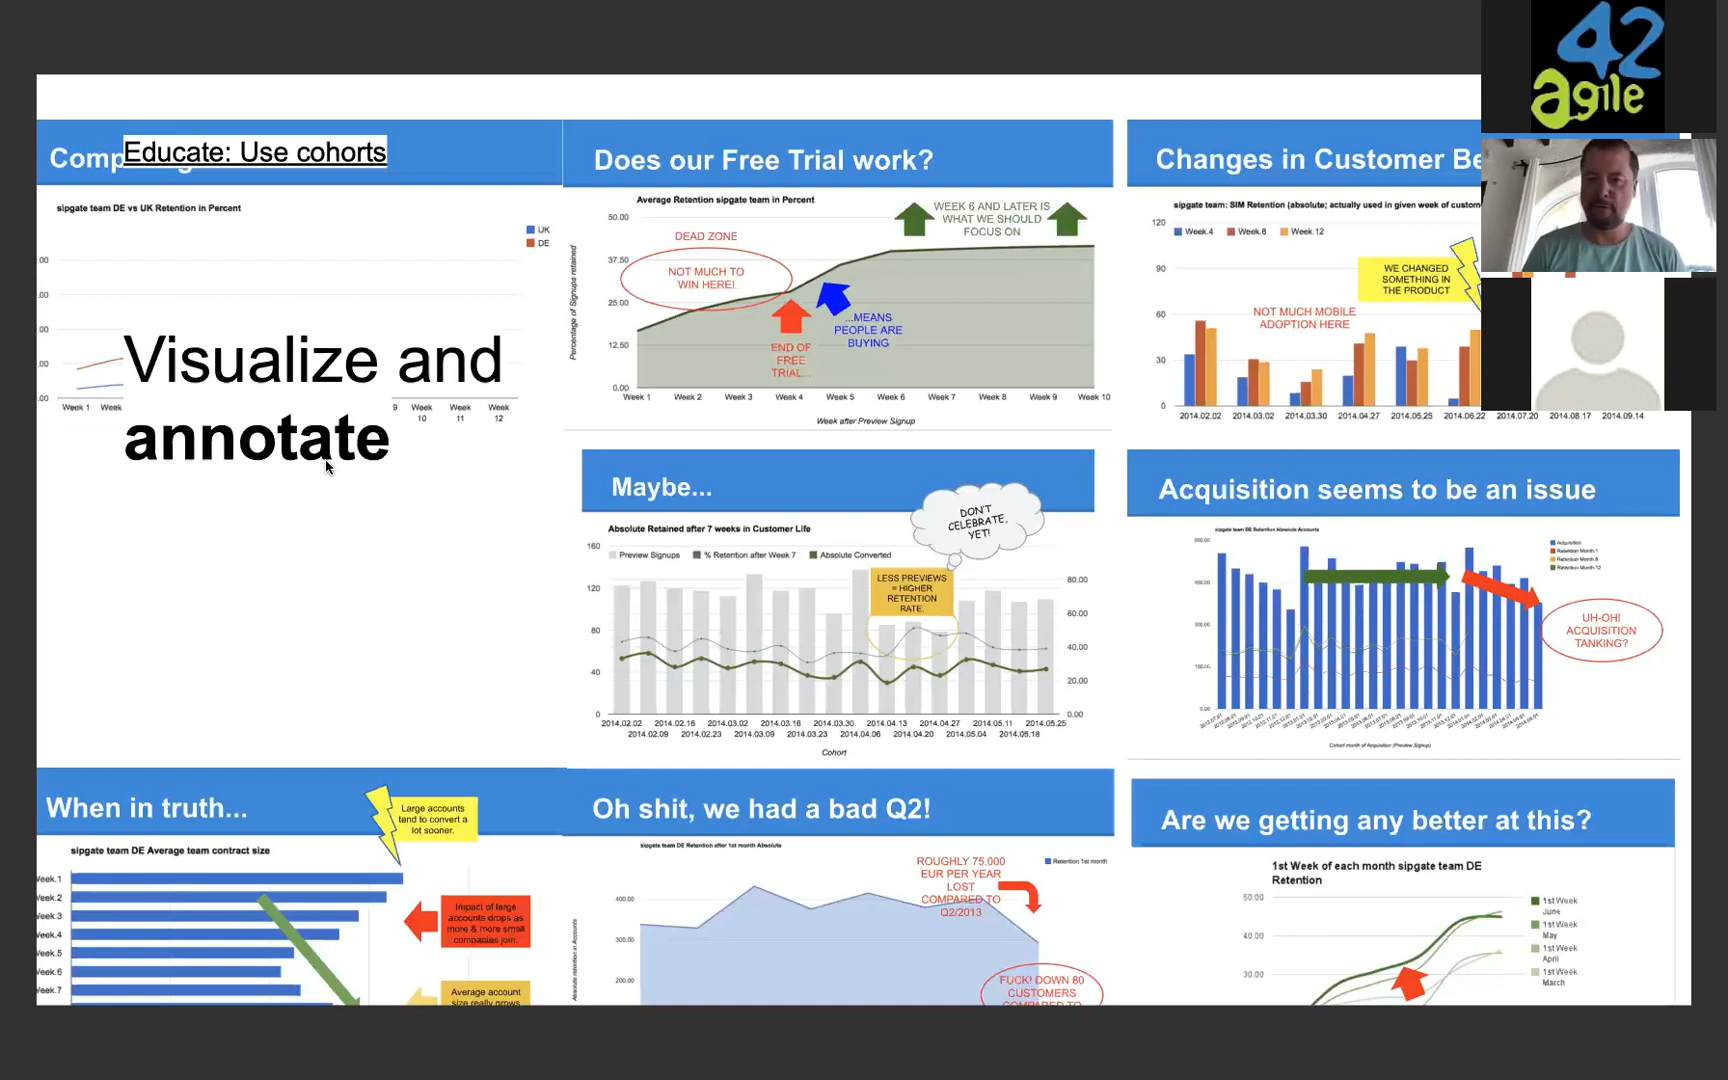 42
agile
Comp
Educate: Use cohorts
sipgate team DE vs UK Retention in Percent
UK
DE
.00
.00
.00
.00
.00
Week 1
Week
9
Week
10
Week
11
Week
12
Visualize and
annotate
Does our Free Trial work?
Average Retention sipgate team in Percent
Percentage of Signups retained
50.00
37.50
25.00
12.50
0.00
DEAD ZONE
NOT MUCH TO
WIN HERE!
WEEK 6 AND LATER IS
WHAT WE SHOULD
FOCUS ON
...MEANS
PEOPLE ARE
BUYING
END OF
FREE
TRIAL...
Week 1 Week 2 Week 3 Week 4 Week 5 Week 6 Week 7 Week 8 Week 9 Week 10
Week after Preview Signup
Changes in Customer Be
sipgate team: SIM Retention (absolute; actually used in given week of custom
120
90
60
30
0
Week.4 Week.8 Week.12
WE CHANGED
SOMETHING IN
THE PRODUCT
NOT MUCH MOBILE
ADOPTION HERE
2014.02.02 2014.03.02 2014.03.30 2014.04.27 2014.05.25 2014.06.22 2014.07.20 2014.08.17 2014.09.14
Maybe...
DON'T
CELEBRATE,
YET!
Absolute Retained after 7 weeks in Customer Life
Preview Signups % Retention after Week 7 Absolute Converted
160
120
80
40
0
80.00
60.00
40.00
20.00
0.00
LESS PREVIEWS
= HIGHER
RETENTION
RATE.
2014.02.02 2014.02.16 2014.03.02 2014.03.16 2014.03.30 2014.04.13 2014.04.27 2014.05.11 2014.05.25
2014.02.09 2014.02.23 2014.03.09 2014.03.23 2014.04.06 2014.04.20 2014.05.04 2014.05.18
Cohort
Acquisition seems to be an issue
sipgate team DE Retention Absolute Accounts
600.00
450.00
300.00
150.00
0.00
Acquisition
Retention Month 1
Retention Month 6
Retention Month 12
UH-OH!
ACQUISITION
TANKING?
Cohort month of Acquisition (Preview Signup)
When in truth...
Large accounts
tend to convert a
lot sooner.
sipgate team DE Average team contract size
Week.1
Week.2
Week.3
Week.4
Week.5
Week.6
Week.7
Impact of large
accounts drops as
more & more small
companies join.
Average account
size really grows
Oh shit, we had a bad Q2!
sipgate team DE Retention after 1st month Absolute
Retention 1st month
Absolute retention in Accounts
400.00
300.00
200.00
ROUGHLY 75.000
EUR PER YEAR
LOST
COMPARED TO
Q2/2013
FUCK! DOWN 80
CUSTOMERS
COMPARED TO
Are we getting any better at this?
1st Week of each month sipgate team DE
Retention
50.00
40.00
30.00
1st Week
June
1st Week
May
1st Week
April
1st Week
March